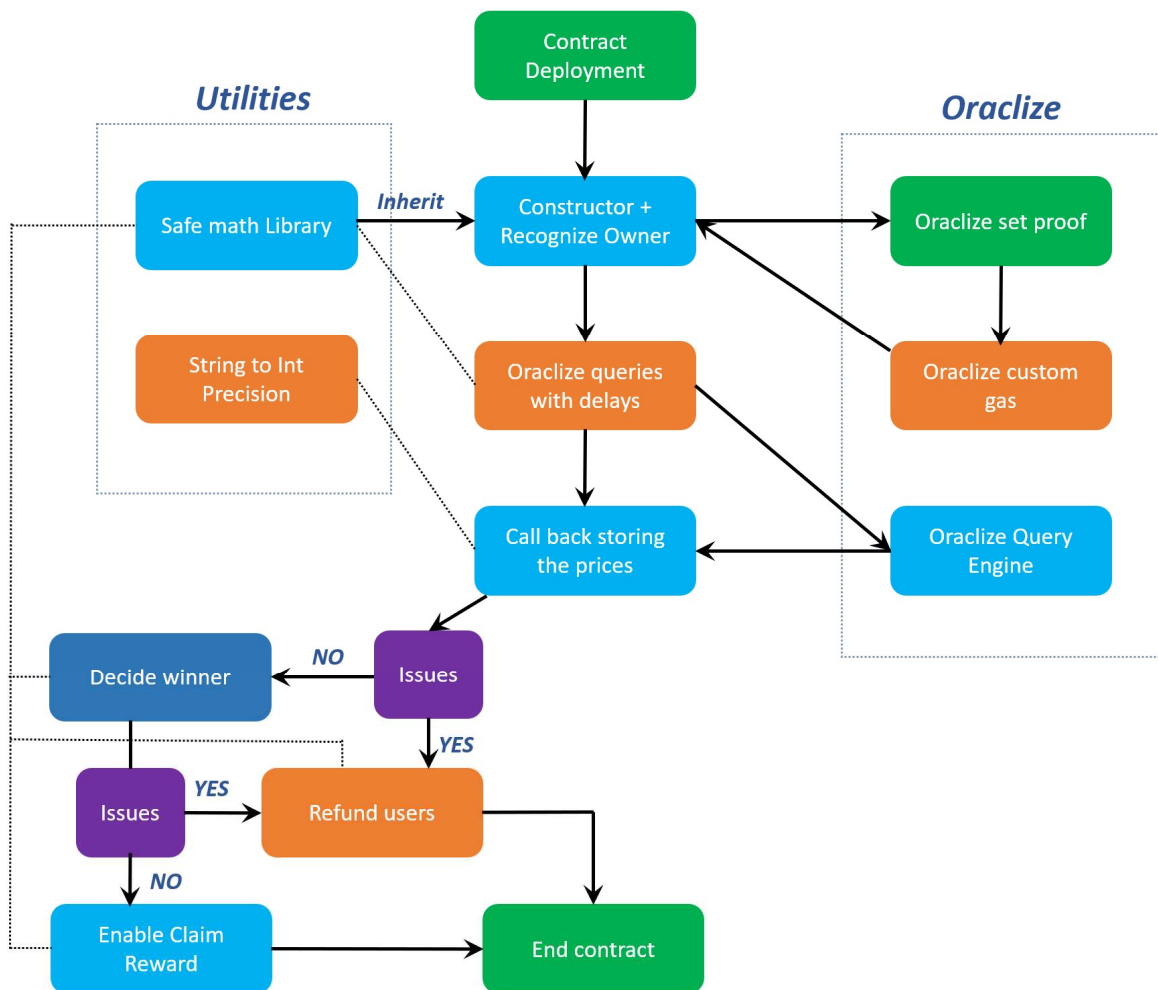 Contract
Deployment
Utilities
Oraclize
Safe math Library
Inherit
Constructor +
Recognize Owner
Oraclize set proof
String to Int
Precision
Oraclize queries
with delays
Oraclize custom
gas
Call back storing
the prices
Oraclize Query
Engine
Decide winner
NO
Issues
YES
Issues
YES
Refund users
NO
Enable Claim
Reward
End contract